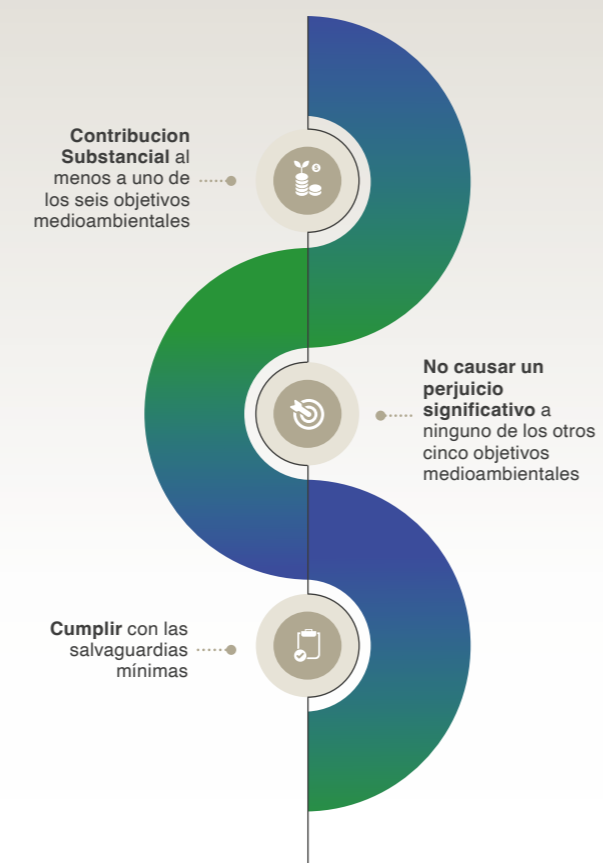 Contribucion
Substancial al
menos a uno de
los seis objetivos
medioambientales
No causar un
perjuicio
significativo a
ninguno de los otros
cinco objetivos
medioambientales
Cumplir con las
salvaguardias
mínimas